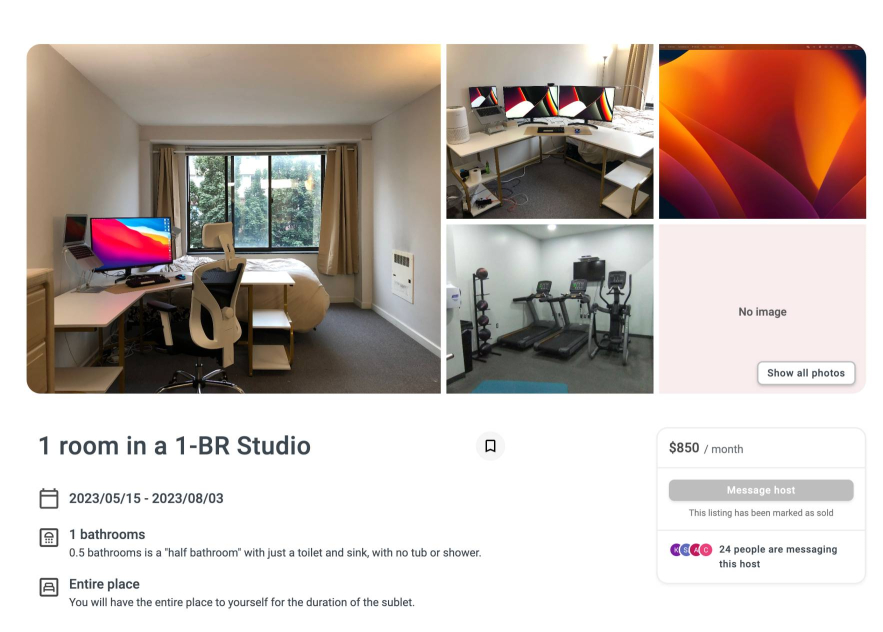 No image
Show all photos
1 room in a 1-BR Studio
$850 / month
2023/05/15 - 2023/08/03
Message host
This listing has been marked as sold
1 bathrooms
0.5 bathrooms is a "half bathroom" with just a toilet and sink, with no tub or shower.
K S A C
24 people are messaging
this host
Entire place
You will have the entire place to yourself for the duration of the sublet.